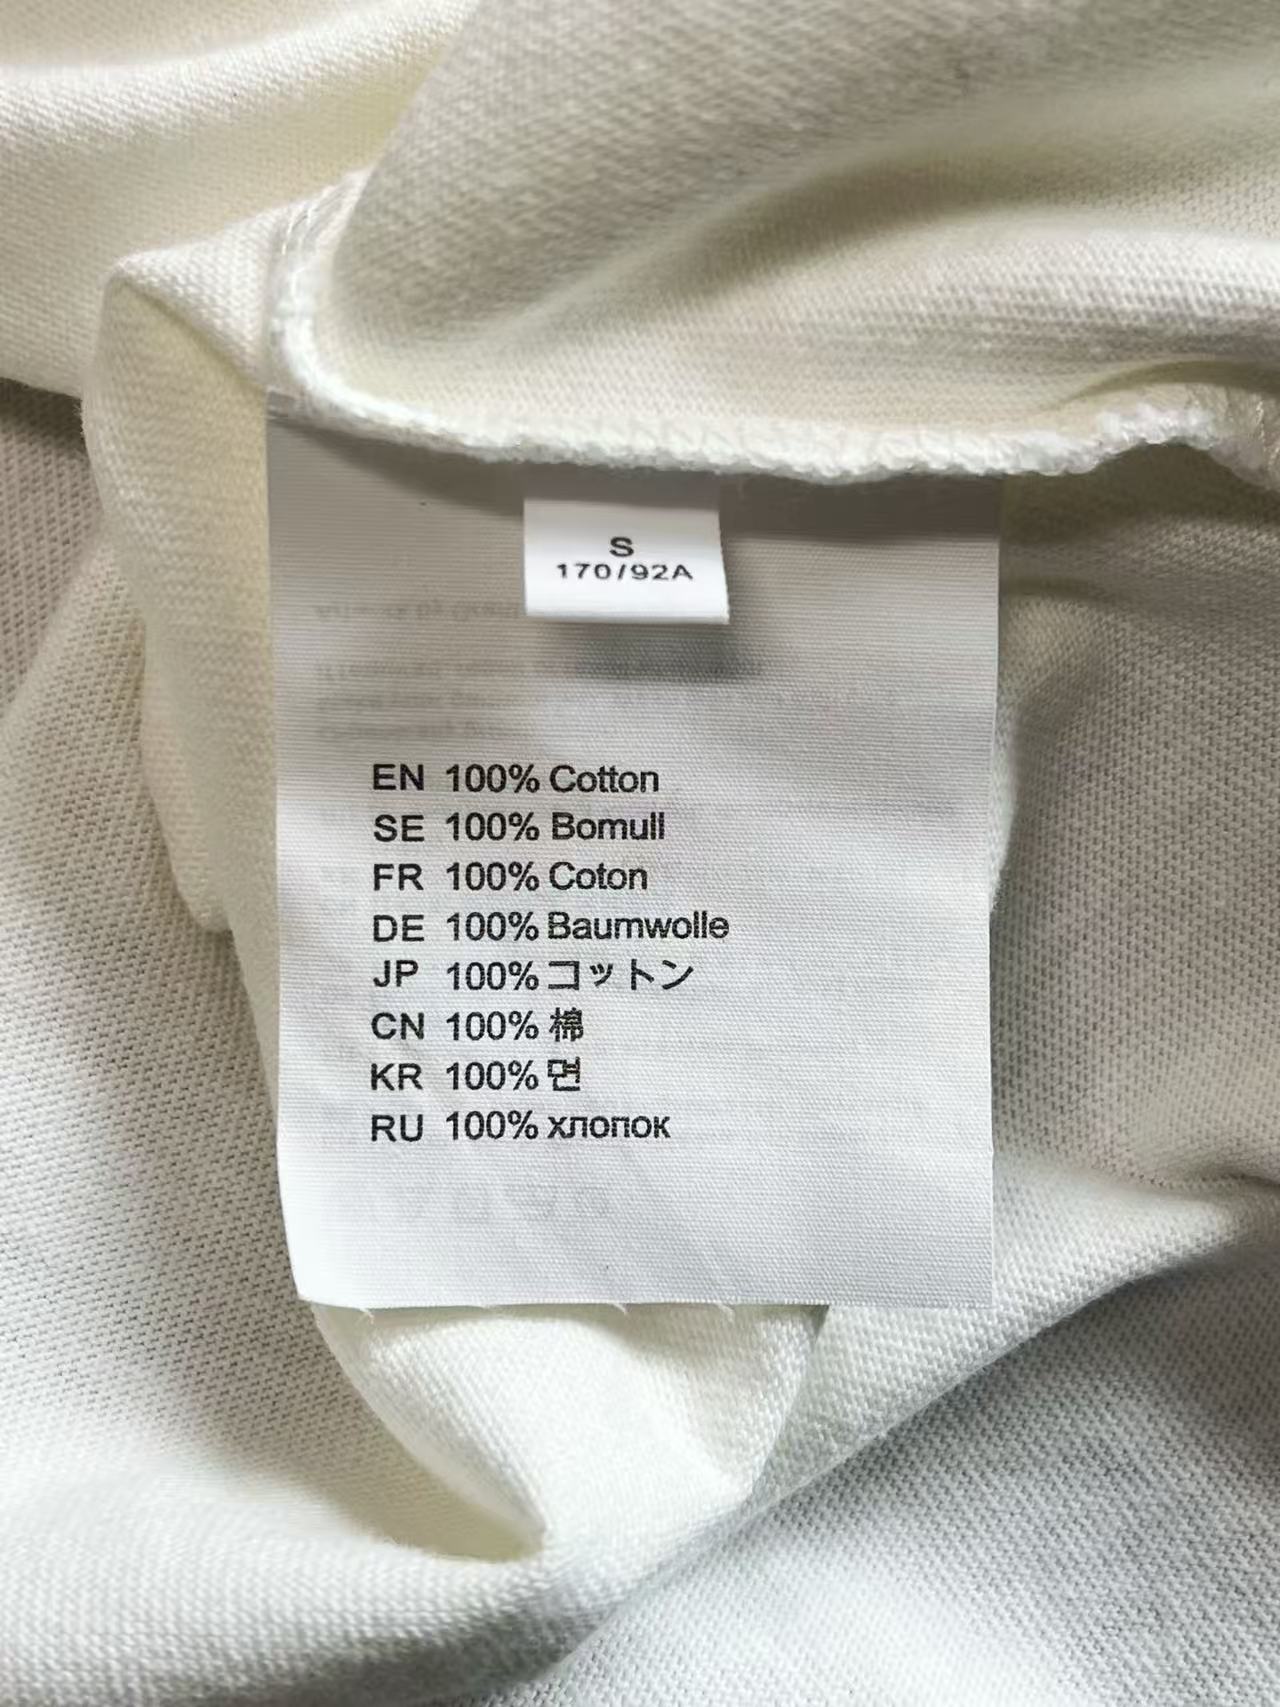 S
170/92A
EN 100% Cotton
SE 100% Bomull
FR 100% Coton
DE 100% Baumwolle
JP 100% コットン
CN 100% 棉
KR 100% 면
RU 100% хлопок